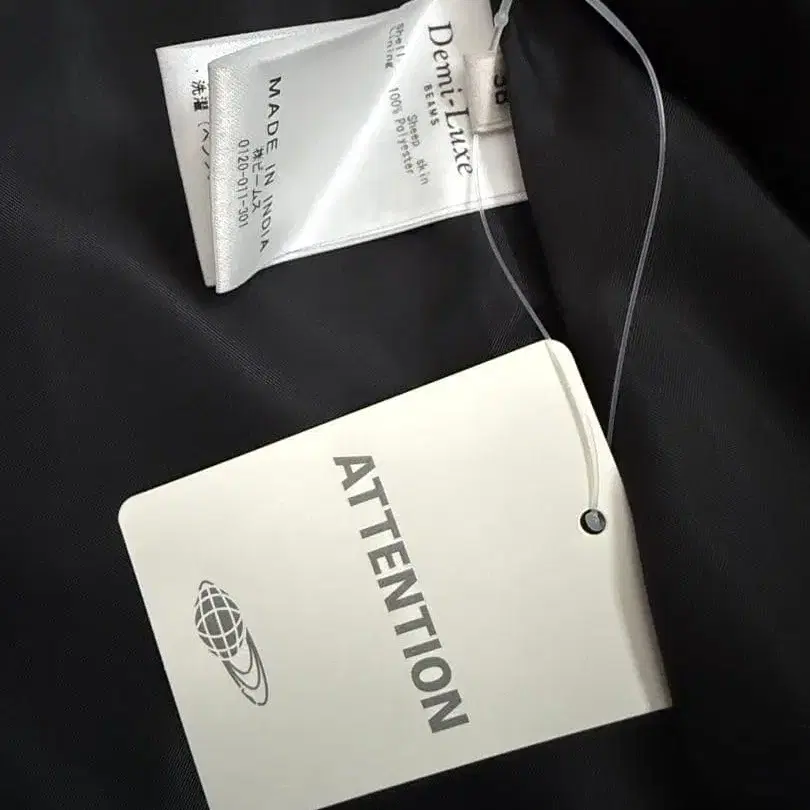 Demi-Luxe
BEAMS
Shell
Sheep skin
Lining
100% Polyester
MADE IN INDIA
㈱ビームス
0120-011-301
38
ATTENTION